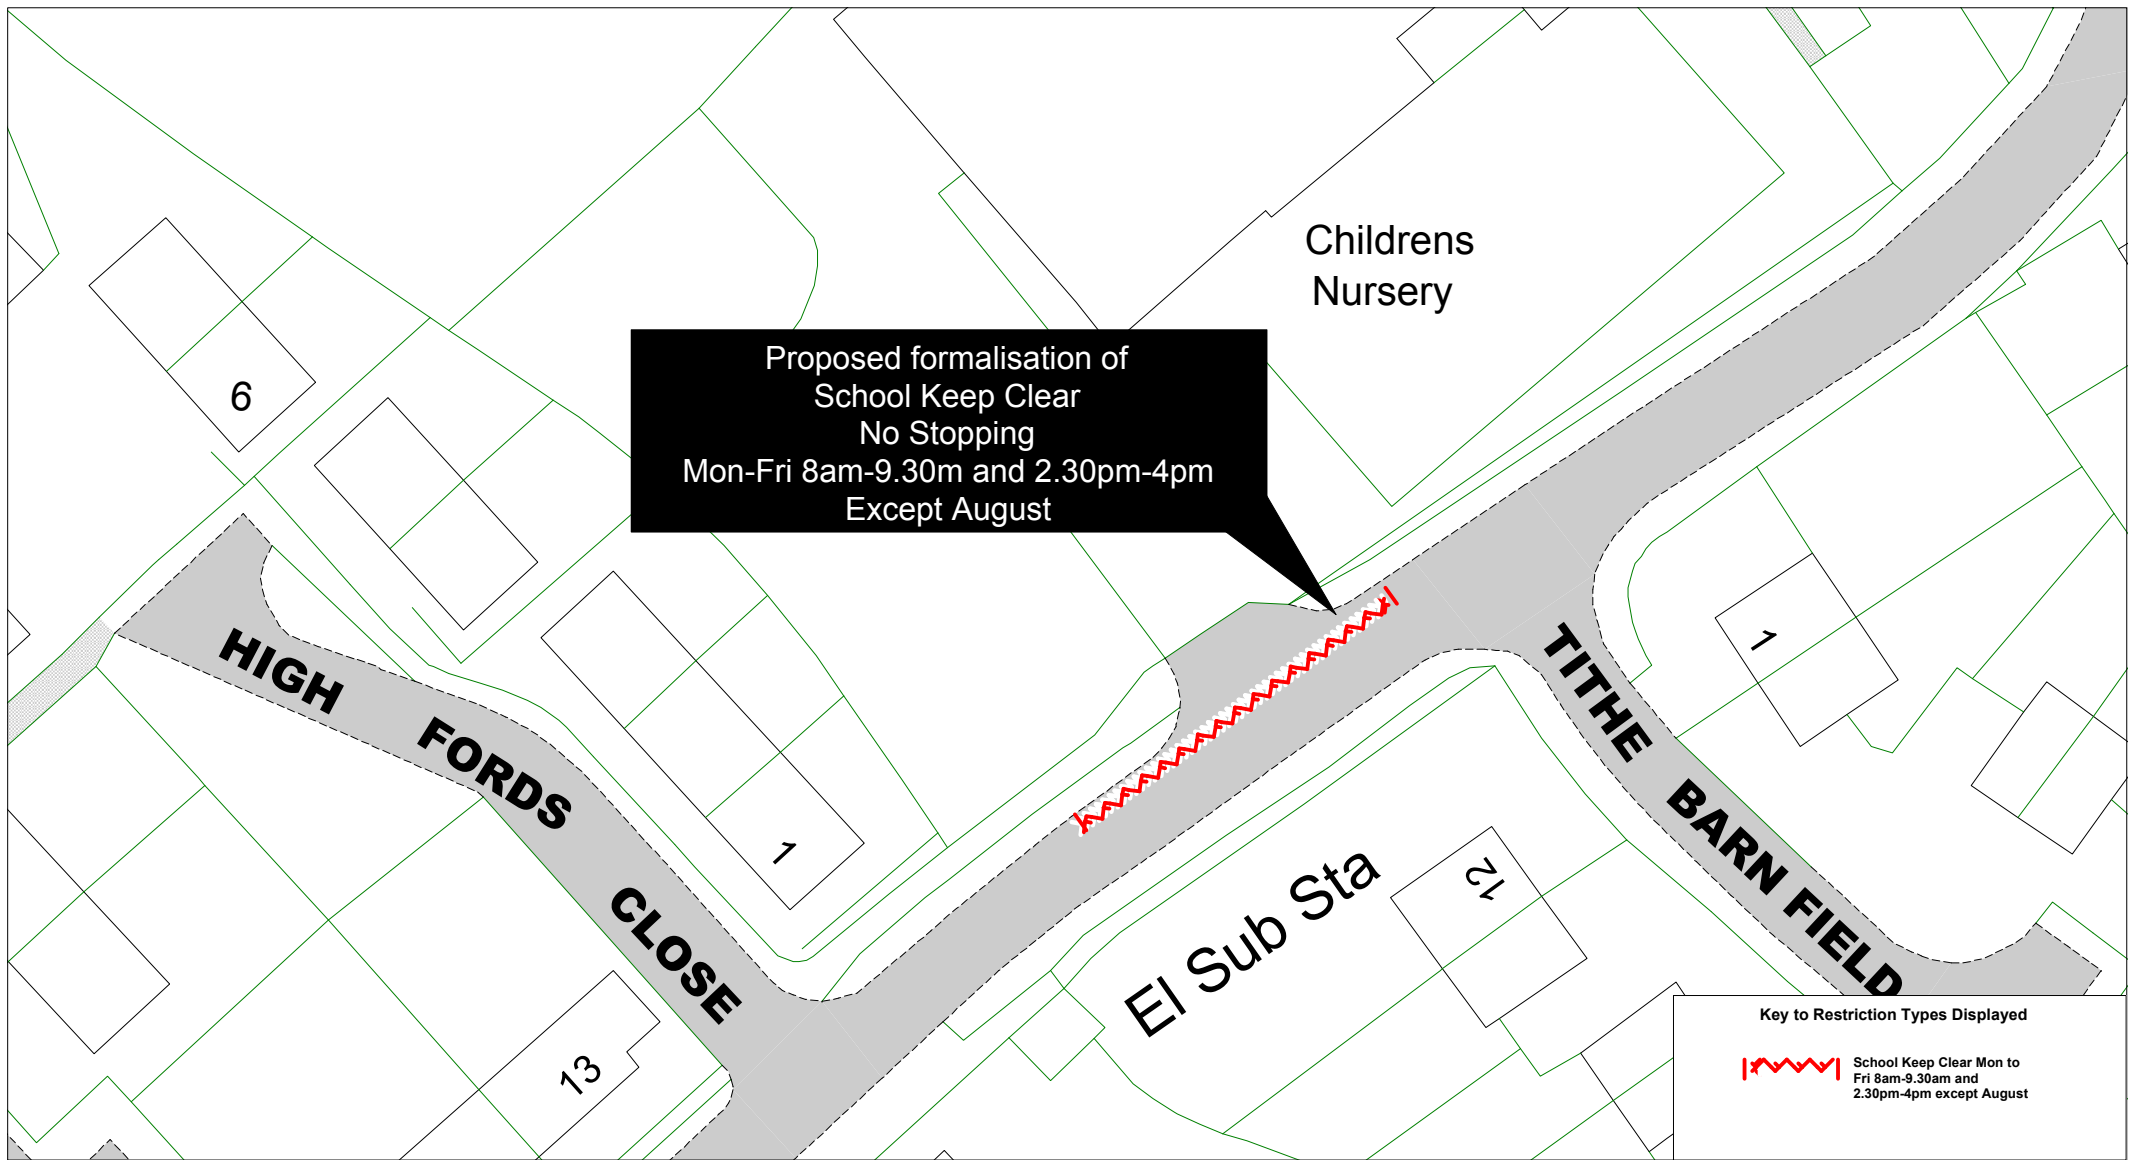 Childrens
Nursery
Proposed formalisation of
School Keep Clear
No Stopping
Mon-Fri 8am-9.30m and 2.30pm-4pm
Except August
6
HIGH FORDS CLOSE
1
13
TITHE BARN FIELD
1
El Sub Sta
12
Key to Restriction Types Displayed
School Keep Clear Mon to
Fri 8am-9.30am and
2.30pm-4pm except August